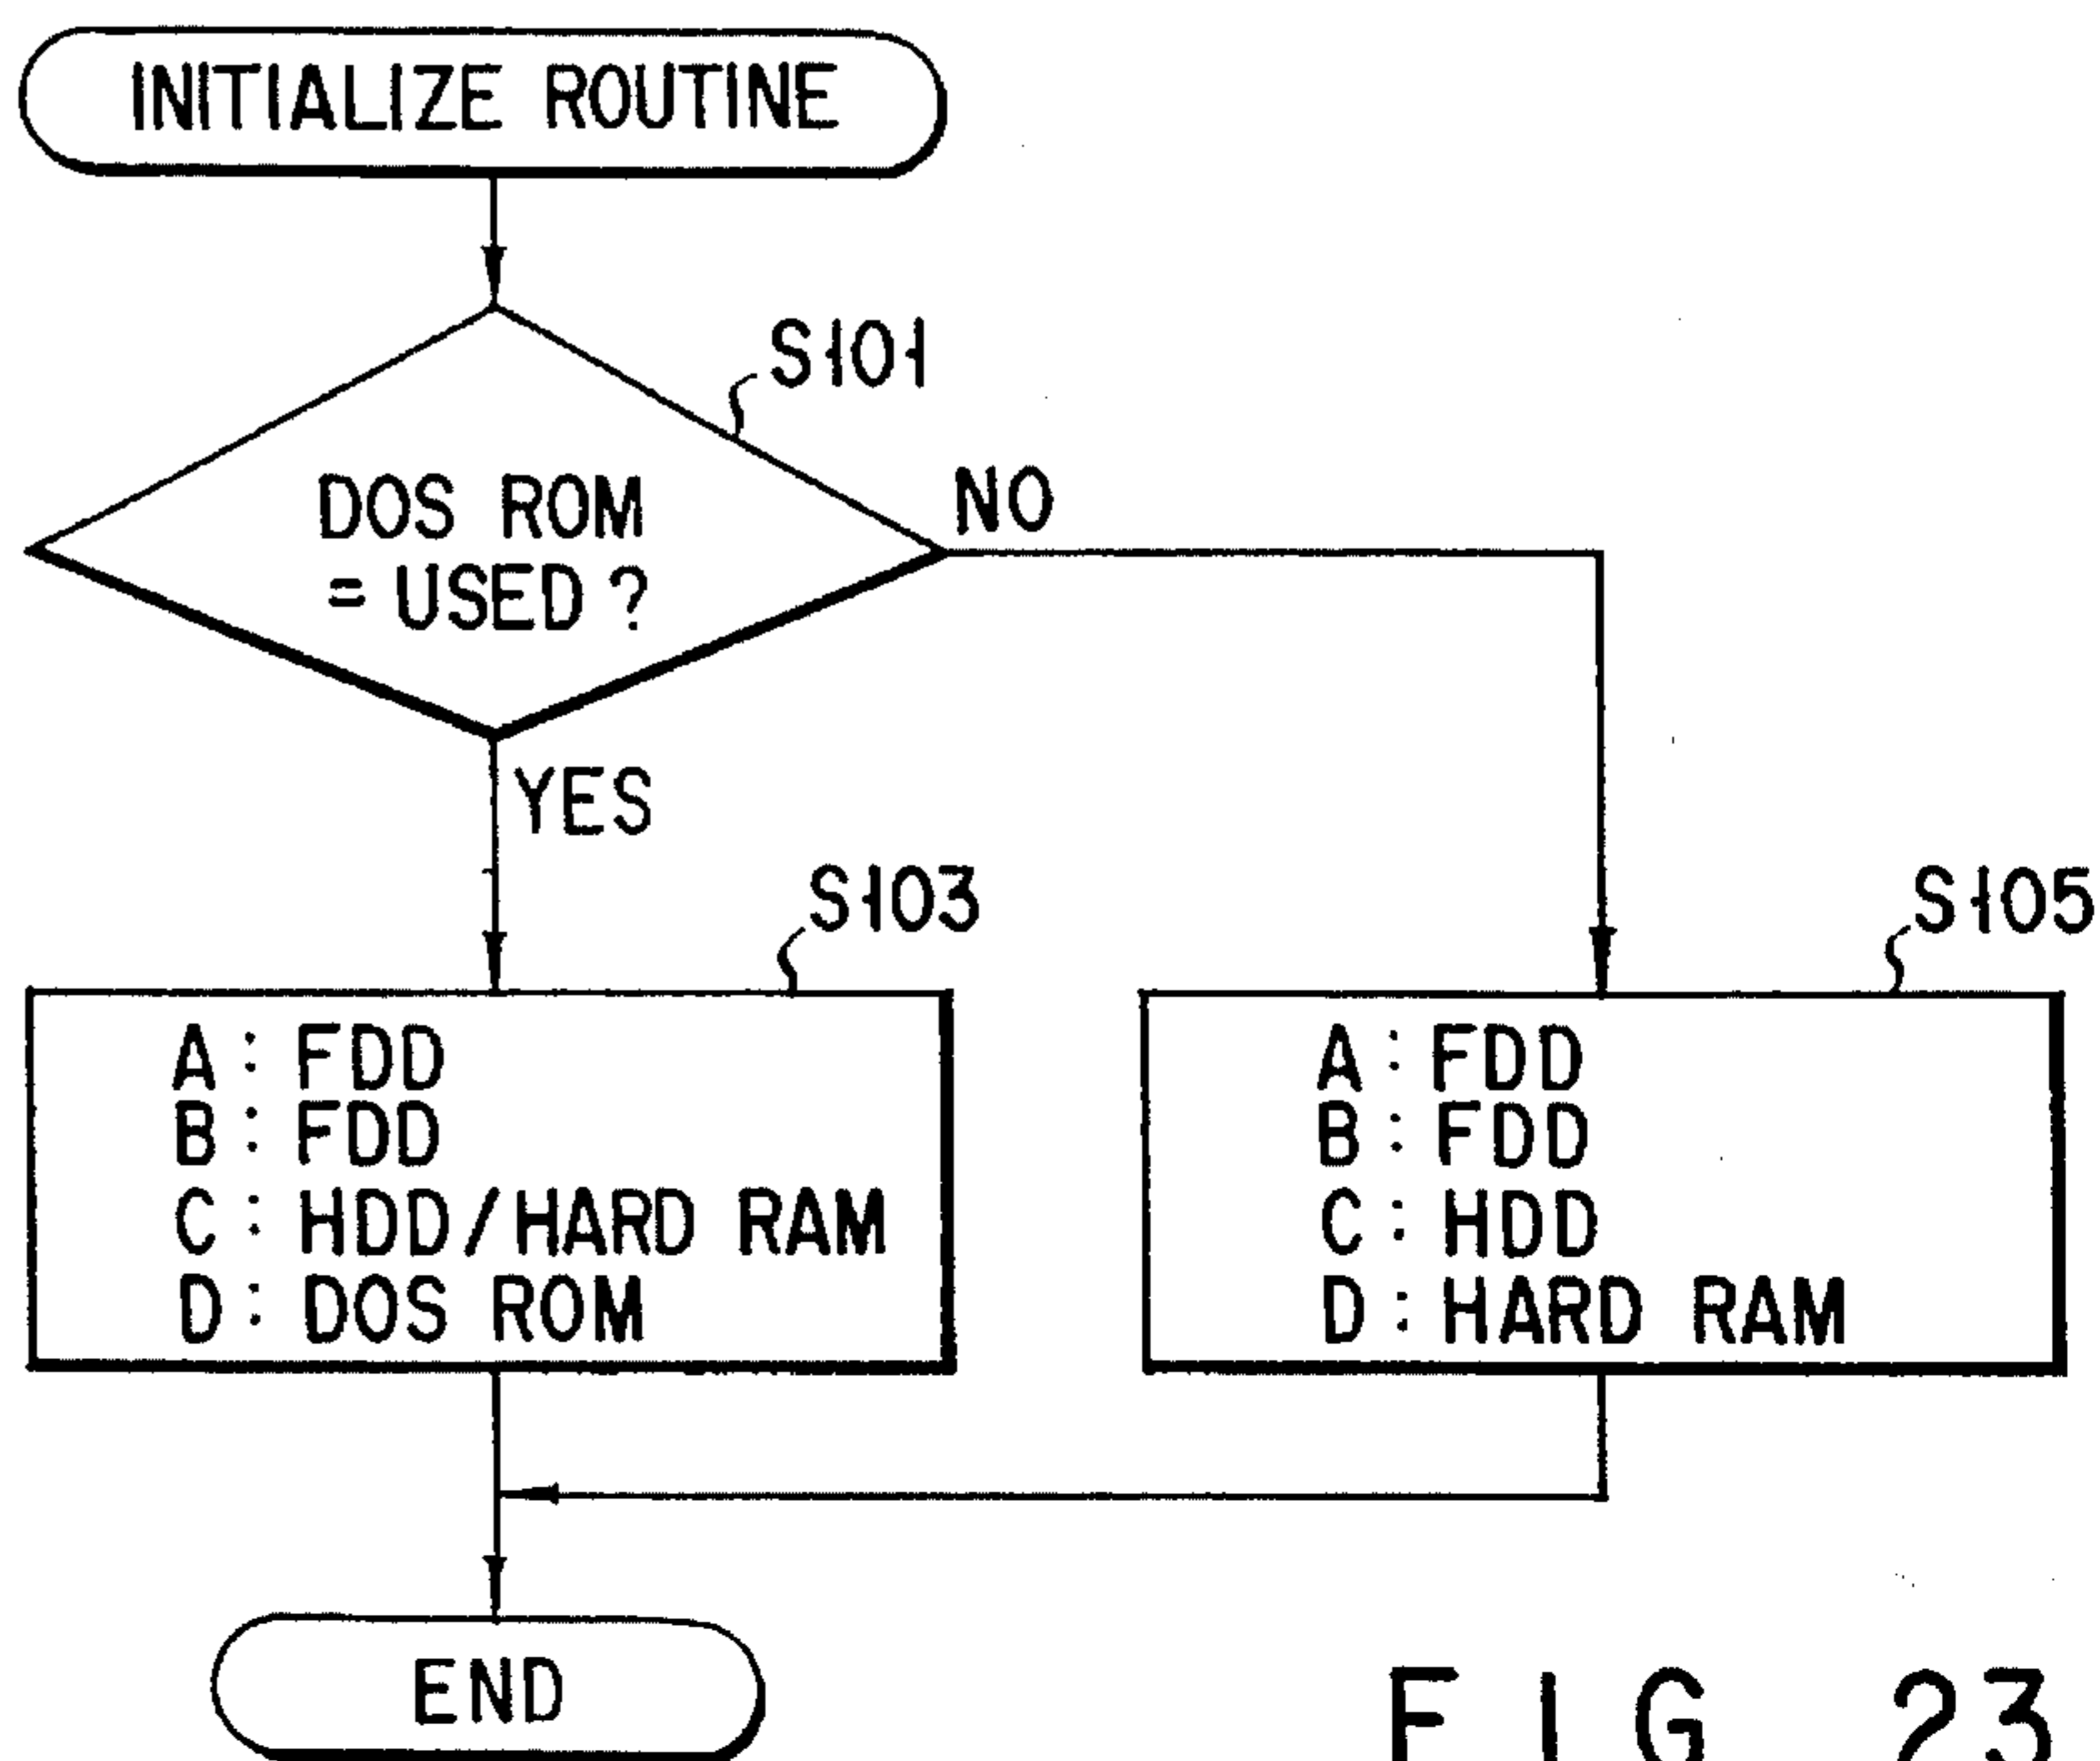 INITIALIZE ROUTINE
S101
DOS ROM
= USED ?
NO
YES
S103
A : FDD
B : FDD
C : HDD/HARD RAM
D : DOS ROM
S105
A : FDD
B : FDD
C : HDD
D : HARD RAM
END
FIG 23